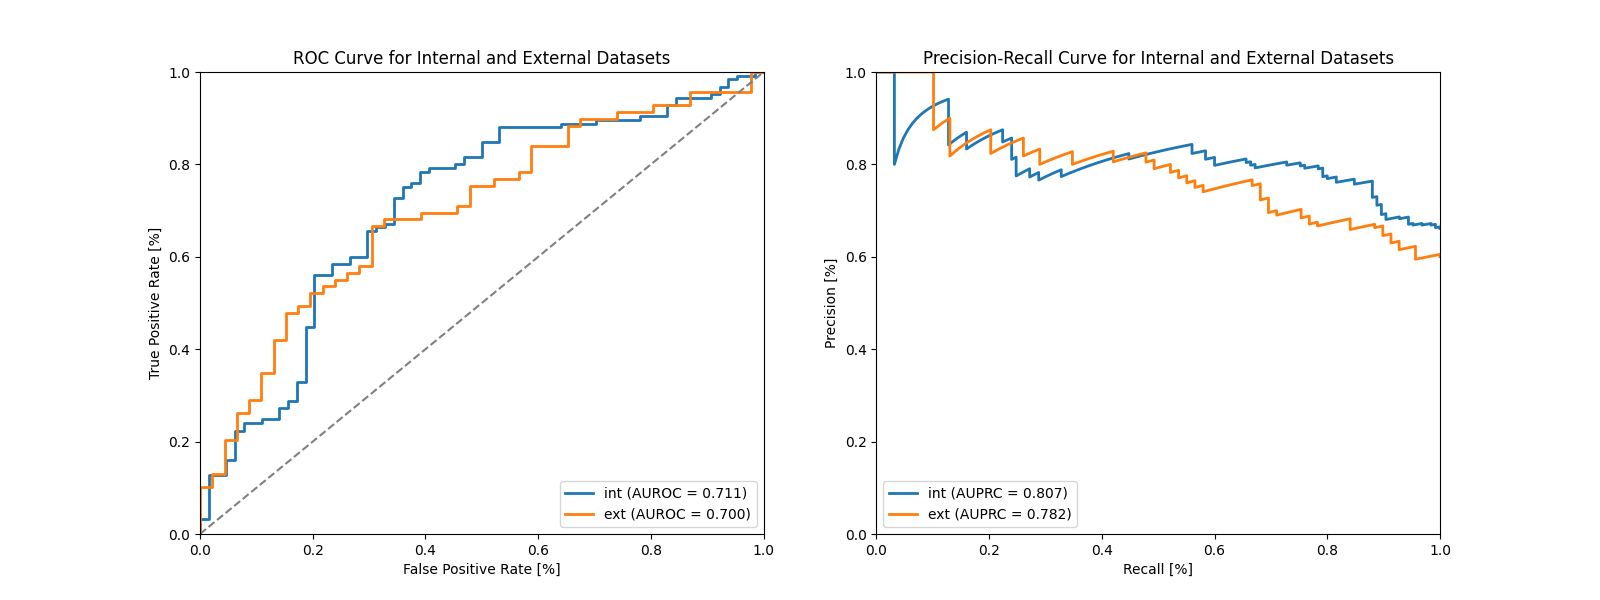 ROC Curve for Internal and External Datasets
1.0
0.8
0.6
0.4
0.2
0.0
True Positive Rate [%]
0.0 0.2 0.4 0.6 0.8 1.0
False Positive Rate [%]
int (AUROC = 0.711)
ext (AUROC = 0.700)
Precision-Recall Curve for Internal and External Datasets
1.0
0.8
0.6
0.4
0.2
0.0
Precision [%]
0.0 0.2 0.4 0.6 0.8 1.0
Recall [%]
int (AUPRC = 0.807)
ext (AUPRC = 0.782)